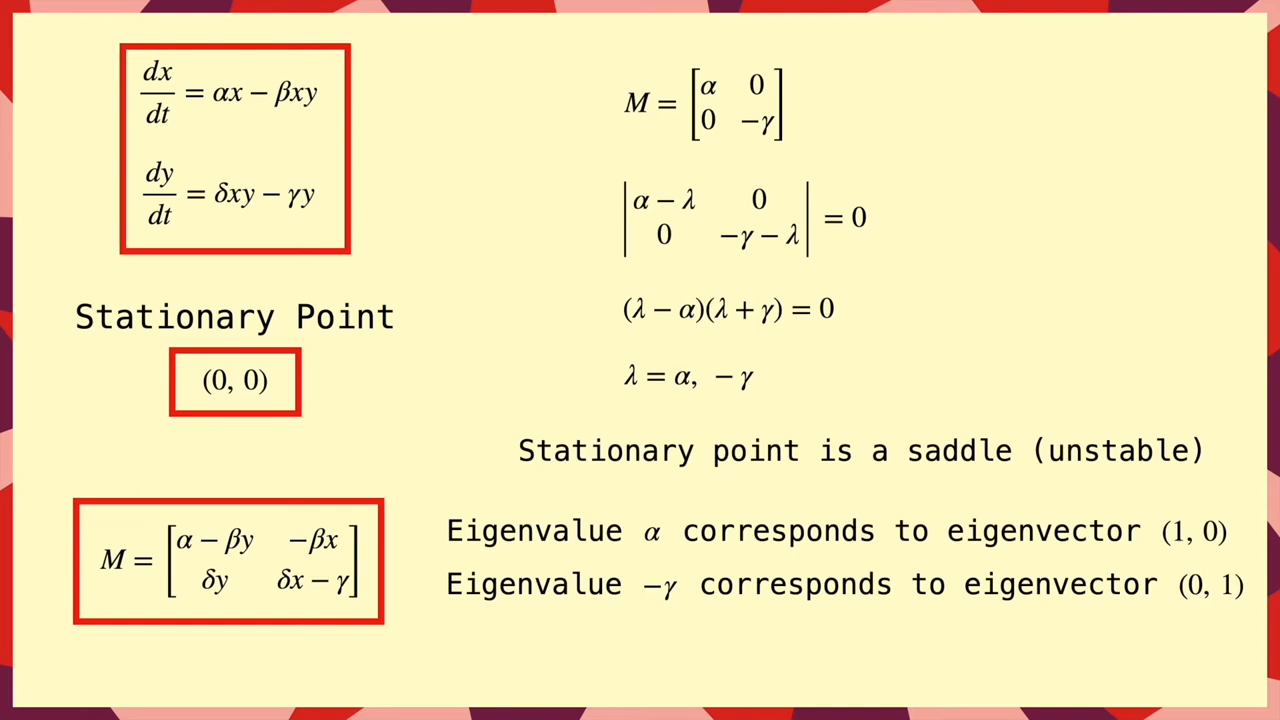 dx/dt = αx − βxy
dy/dt = δxy − γy
Stationary Point
(0, 0)
M = [α − βy −βx
δy δx − γ]
M = [α 0
0 −γ]
|α − λ 0
0 −γ − λ| = 0
(λ − α)(λ + γ) = 0
λ = α, − γ
Stationary point is a saddle (unstable)
Eigenvalue α corresponds to eigenvector (1, 0)
Eigenvalue −γ corresponds to eigenvector (0, 1)